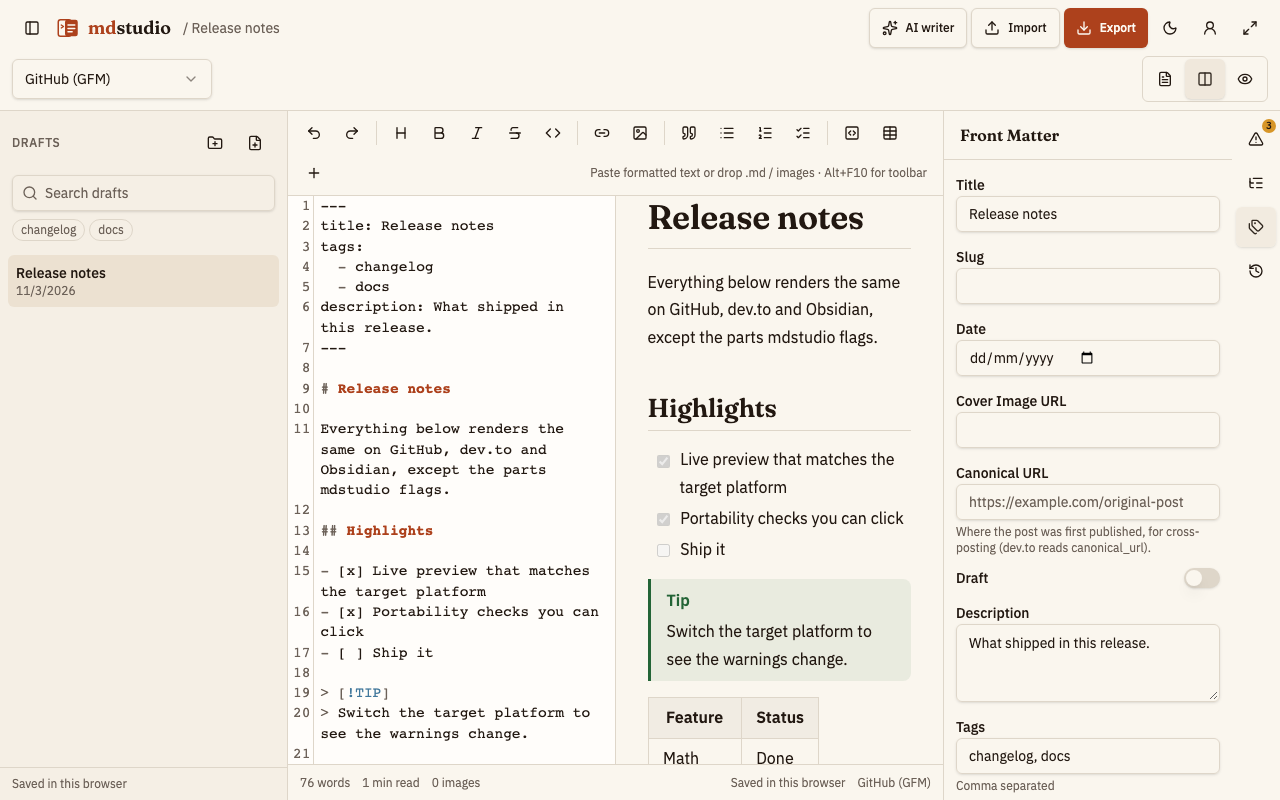 mdstudio / Release notes
AI writer
Import
Export
GitHub (GFM)
DRAFTS
Search drafts
changelog
docs
Release notes
11/3/2026
Saved in this browser
Paste formatted text or drop .md / images · Alt+F10 for toolbar
1 ---
2 title: Release notes
3 tags:
4   - changelog
5   - docs
6 description: What shipped in
this release.
7 ---
8
9 # Release notes
10
11 Everything below renders the
same on GitHub, dev.to and
Obsidian, except the parts
mdstudio flags.
12
13 ## Highlights
14
15 - [x] Live preview that matches
the target platform
16 - [x] Portability checks you can
click
17 - [ ] Ship it
18
19 > [!TIP]
20 > Switch the target platform to
see the warnings change.
21
Release notes
Everything below renders the same
on GitHub, dev.to and Obsidian,
except the parts mdstudio flags.
Highlights
Live preview that matches the
target platform
Portability checks you can click
Ship it
Tip
Switch the target platform to
see the warnings change.
Feature Status
Math Done
76 words 1 min read 0 images
Saved in this browser GitHub (GFM)
Front Matter
3
Title
Release notes
Slug
Date
dd/mm/yyyy
Cover Image URL
Canonical URL
https://example.com/original-post
Where the post was first published, for cross-
posting (dev.to reads canonical_url).
Draft
Description
What shipped in this release.
Tags
changelog, docs
Comma separated